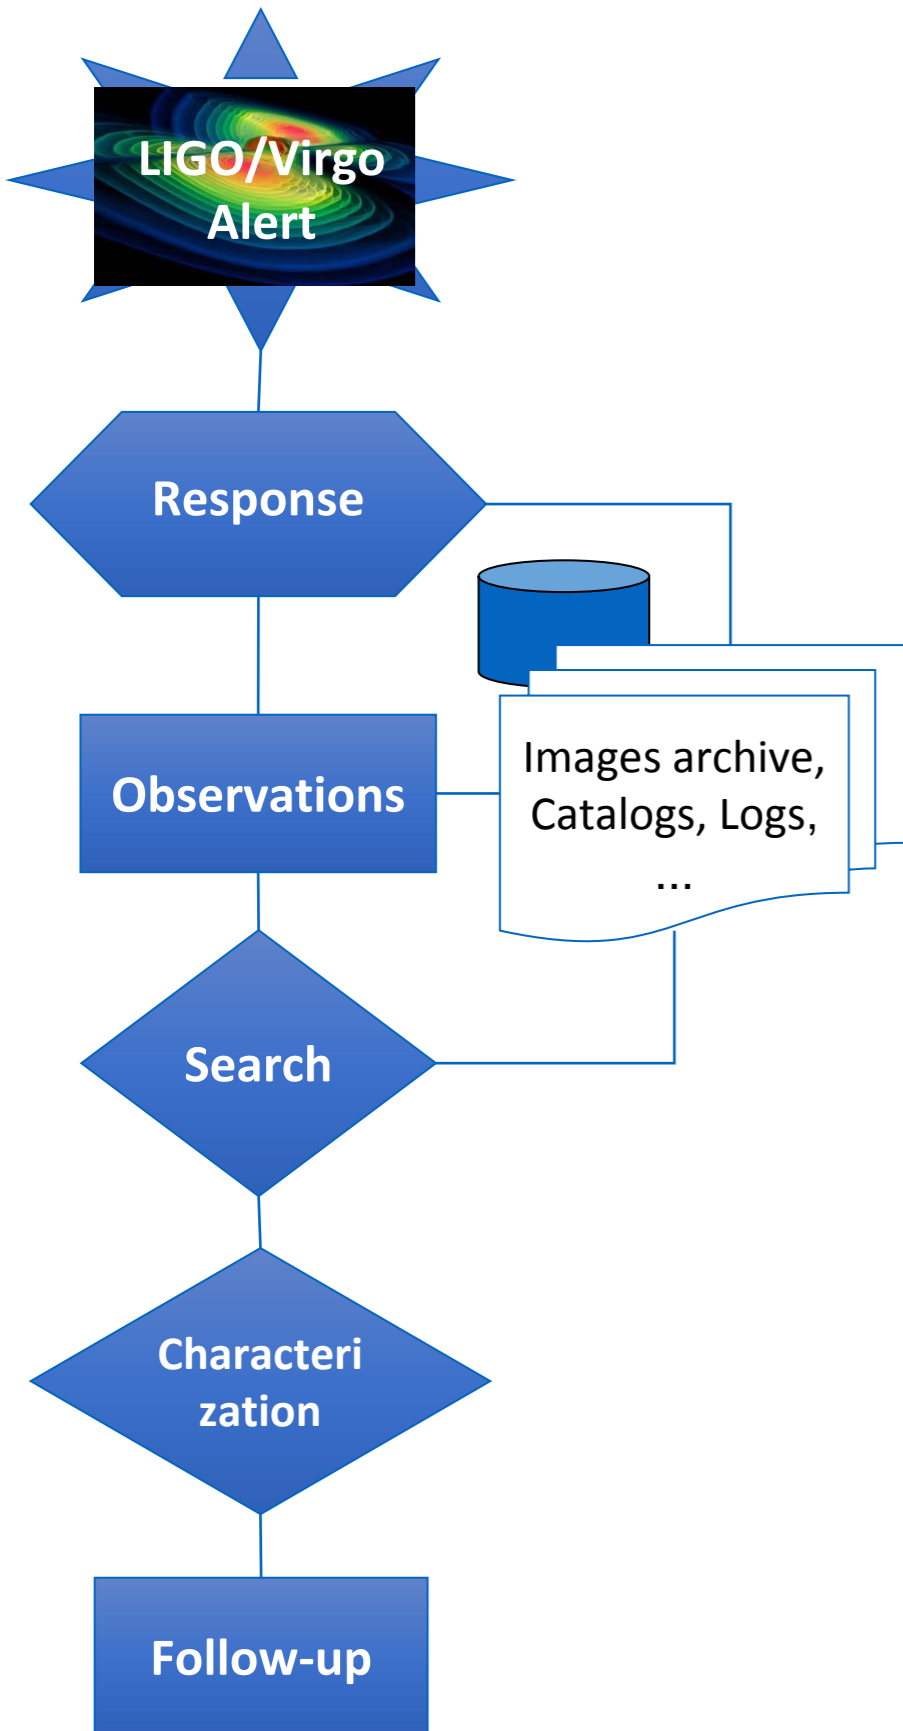 LIGO/Virgo
Alert
Response
Observations
Images archive,
Catalogs, Logs,
...
Search
Characteri
zation
Follow-up